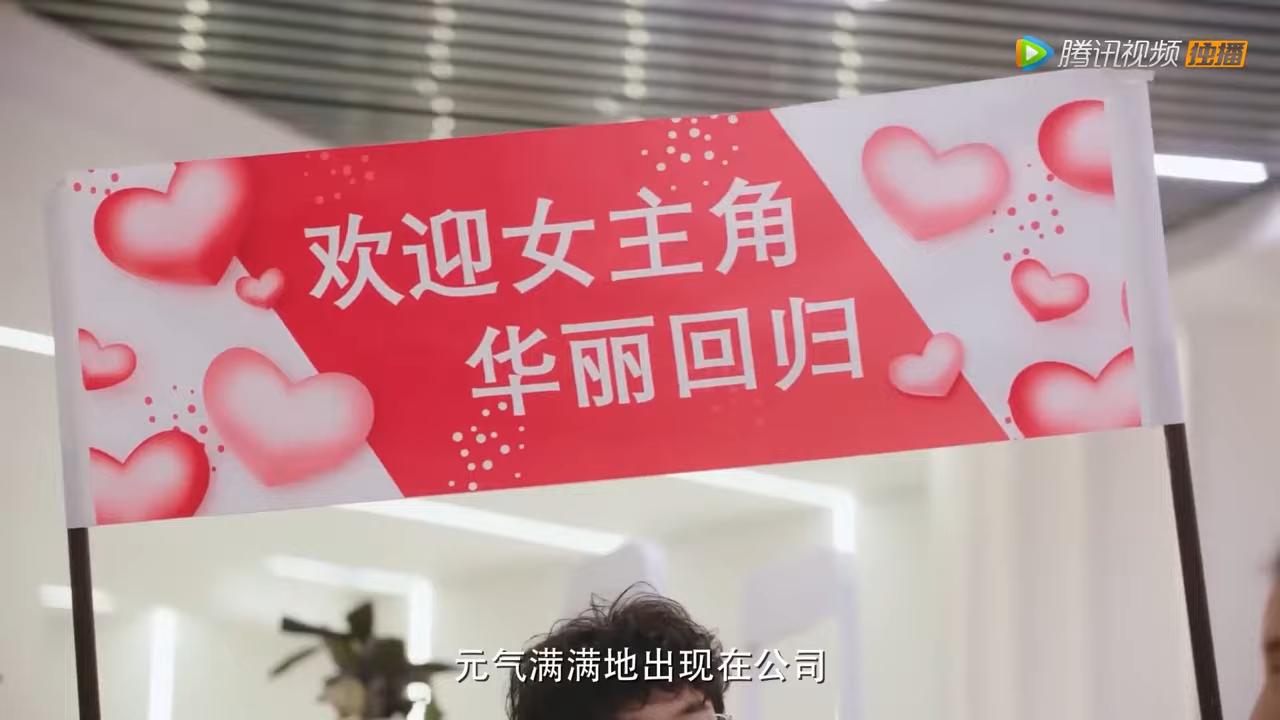 腾讯视频 独播
欢迎女主角
华丽回归
元气满满地出现在公司